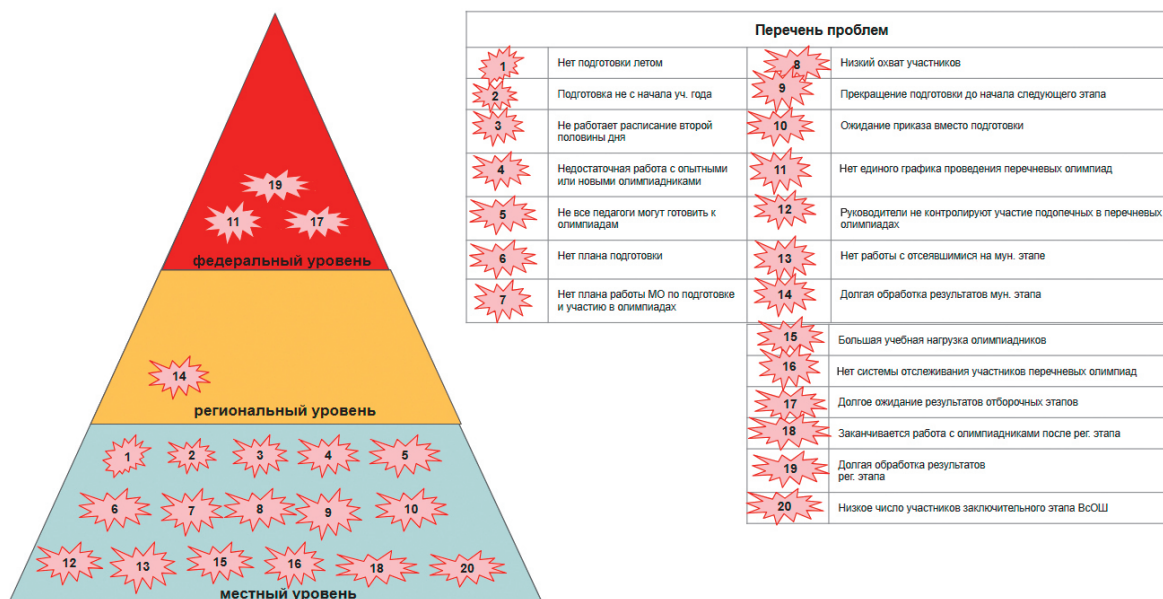 19
11
17
федеральный уровень
14
региональный уровень
1
2
3
4
5
6
7
8
9
10
12
13
15
16
18
20
местный уровень
Перечень проблем
1
Нет подготовки летом
2
Подготовка не с начала уч. года
3
Не работает расписание второй
половины дня
4
Недостаточная работа с опытными
или новыми олимпиадниками
5
Не все педагоги могут готовить к
олимпиадам
6
Нет плана подготовки
7
Нет плана работы МО по подготовке
и участию в олимпиадах
8
Низкий охват участников
9
Прекращение подготовки до начала следующего этапа
10
Ожидание приказа вместо подготовки
11
Нет единого графика проведения перечневых олимпиад
12
Руководители не контролируют участие подопечных в перечневых
олимпиадах
13
Нет работы с отсеявшимися на мун. этапе
14
Долгая обработка результатов мун. этапа
15
Большая учебная нагрузка олимпиадников
16
Нет системы отслеживания участников перечневых олимпиад
17
Долгое ожидание результатов отборочных этапов
18
Заканчивается работа с олимпиадниками после рег. этапа
19
Долгая обработка результатов
рег. этапа
20
Низкое число участников заключительного этапа ВсОШ